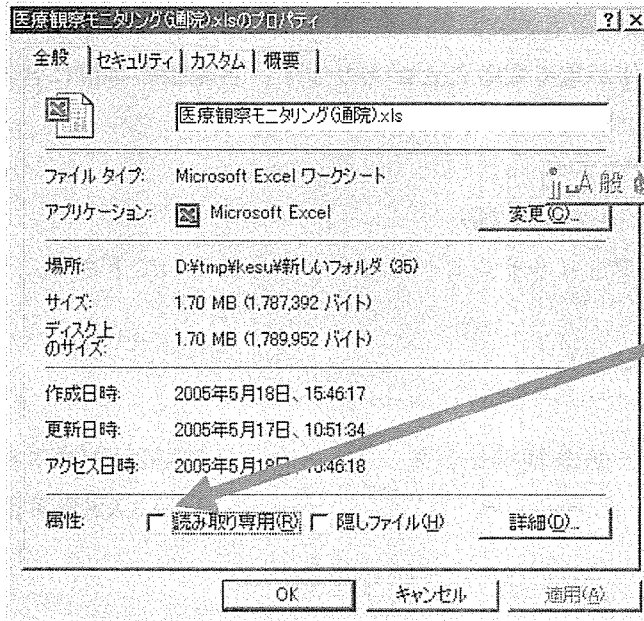 医療観察モニタリング(通院).xlsのプロパティ
全般 セキュリティ カスタム 概要
医療観察モニタリング(通院).xls
ファイル タイプ: Microsoft Excel ワークシート
アプリケーション: Microsoft Excel 変更(C)...
場所: D:¥tmp¥kesu¥新しいフォルダ (35)
サイズ: 1.70 MB (1,787,392 バイト)
ディスク上
のサイズ: 1.70 MB (1,789,952 バイト)
作成日時: 2005年5月18日、15:46:17
更新日時: 2005年5月17日、10:51:34
アクセス日時: 2005年5月18日、
属性: 読み取り専用(R) 隠しファイル(H) 詳細(D)...
OK キャンセル 適用(A)